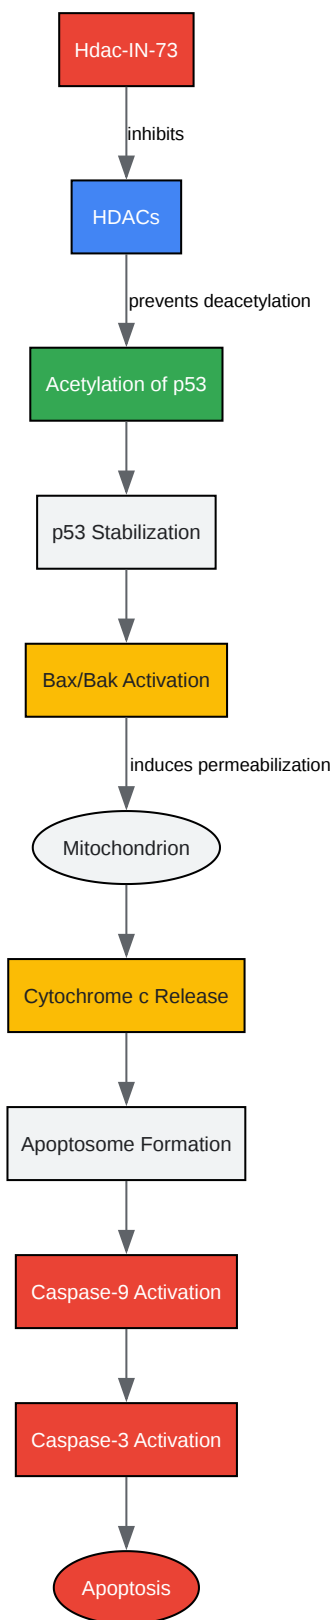 Hdac-IN-73
inhibits
HDACs
prevents deacetylation
Acetylation of p53
p53 Stabilization
Bax/Bak Activation
induces permeabilization
Mitochondrion
Cytochrome c Release
Apoptosome Formation
Caspase-9 Activation
Caspase-3 Activation
Apoptosis